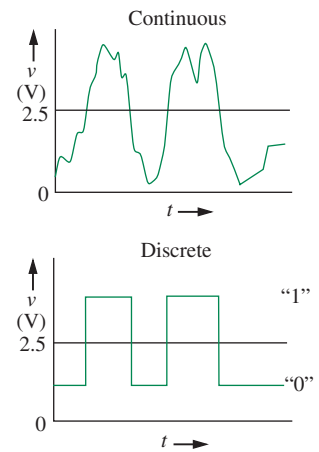 Continuous
v
(V)
2.5
0
t
Discrete
v
(V)
"1"
2.5
"0"
0
t